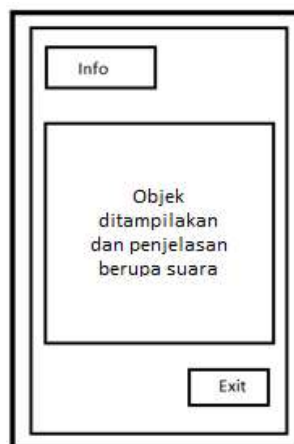 Info
Objek
ditampilakan
dan penjelasan
berupa suara
Exit